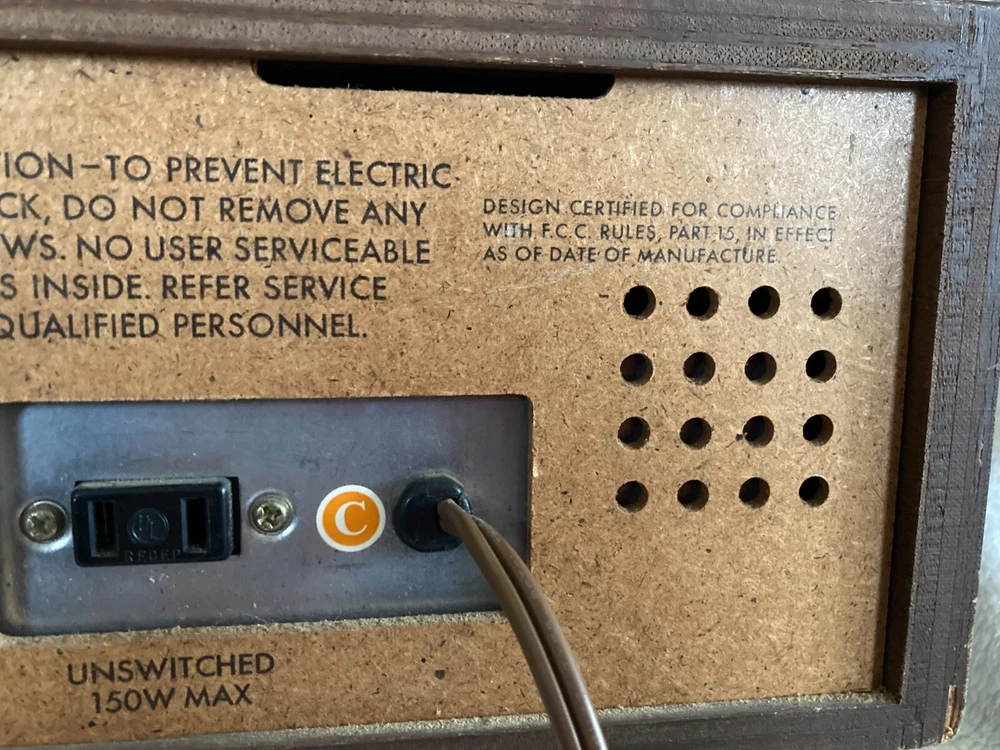 TION–TO PREVENT ELECTRIC
CK, DO NOT REMOVE ANY
WS. NO USER SERVICEABLE
S INSIDE. REFER SERVICE
QUALIFIED PERSONNEL.
DESIGN CERTIFIED FOR COMPLIANCE
WITH F.C.C. RULES, PART 15, IN EFFECT
AS OF DATE OF MANUFACTURE.
C
UNSWITCHED
150W MAX